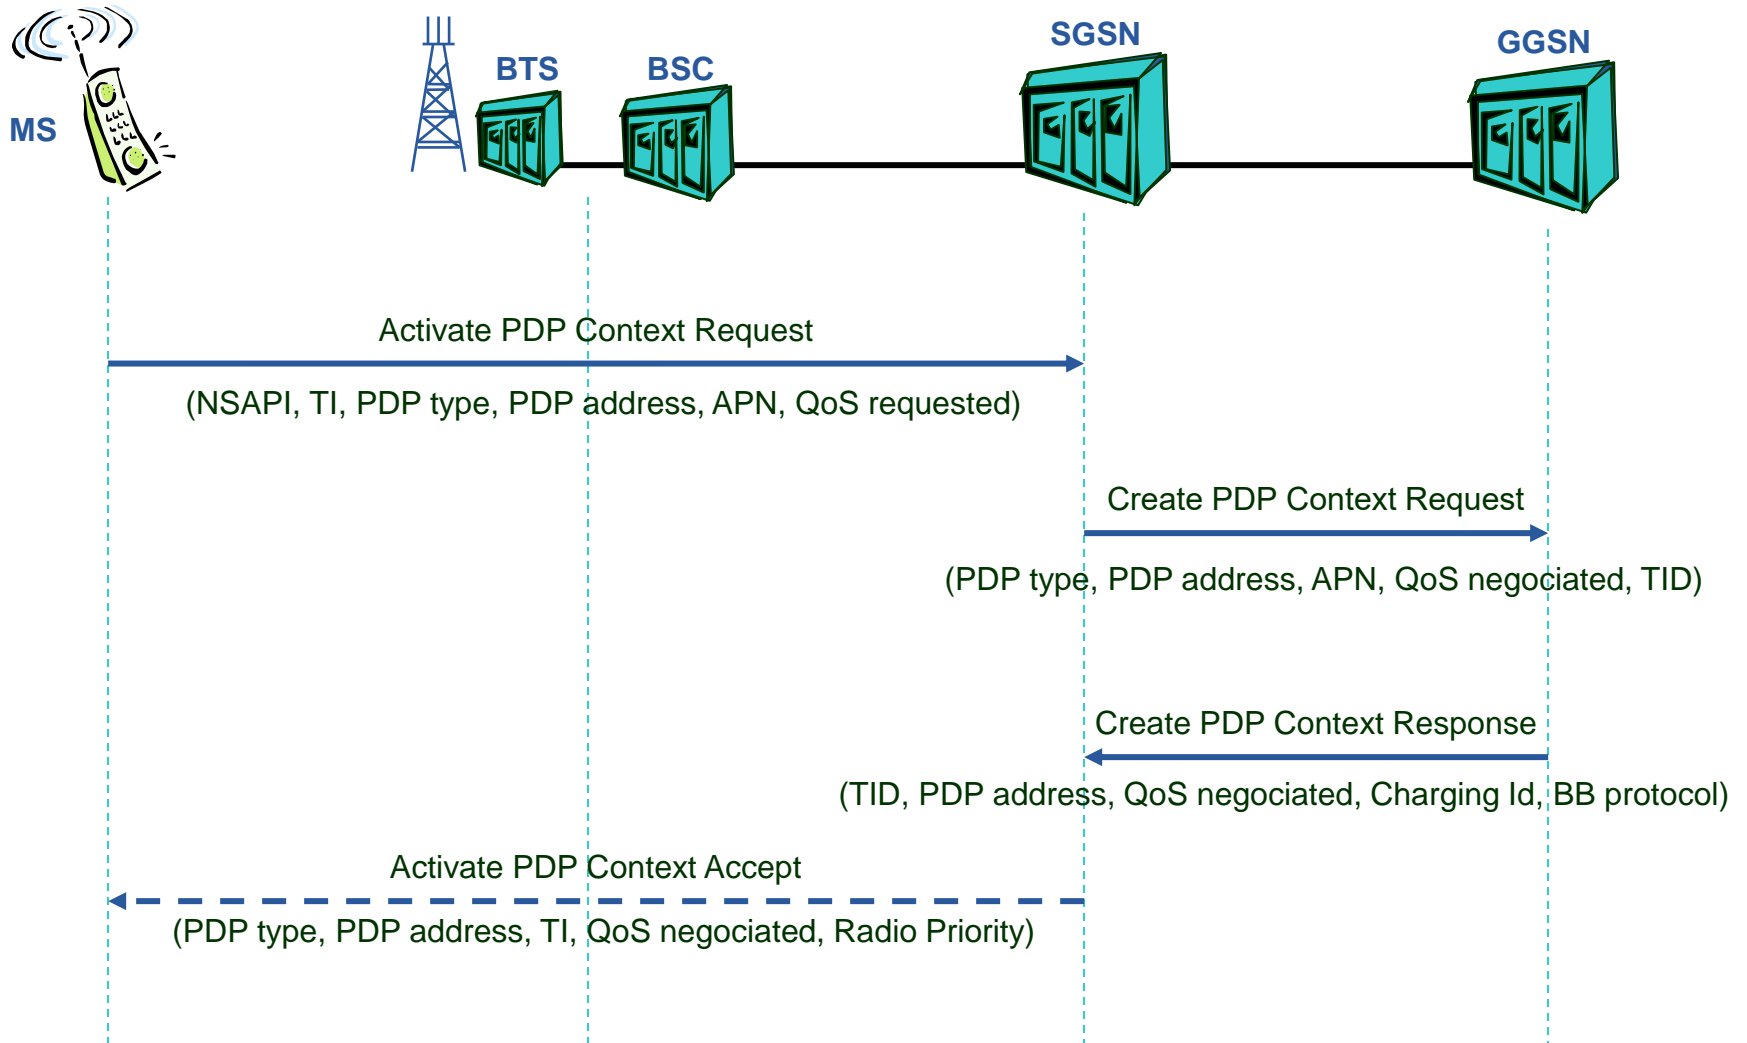 SGSN
GGSN
BTS
BSC
MS
Activate PDP Context Request
(NSAPI, TI, PDP type, PDP address, APN, QoS requested)
Create PDP Context Request
(PDP type, PDP address, APN, QoS negociated, TID)
Create PDP Context Response
(TID, PDP address, QoS negociated, Charging Id, BB protocol)
Activate PDP Context Accept
(PDP type, PDP address, TI, QoS negociated, Radio Priority)